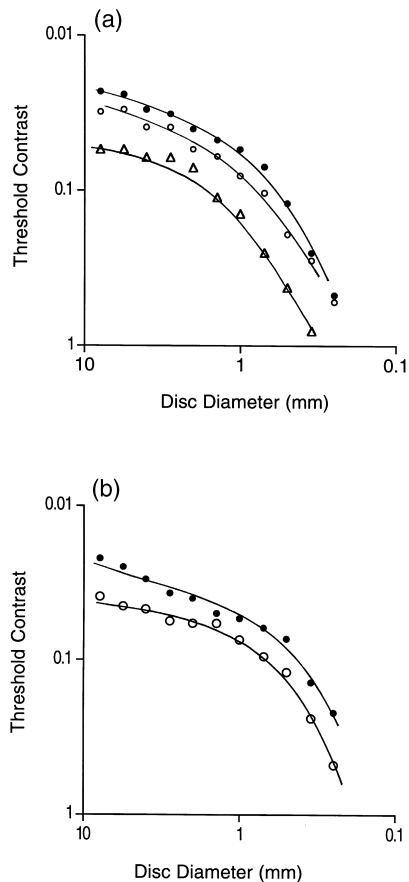 (a)
0.01
0.1
1
Threshold Contrast
10
1
0.1
Disc Diameter (mm)
(b)
0.01
0.1
1
Threshold Contrast
10
1
0.1
Disc Diameter (mm)